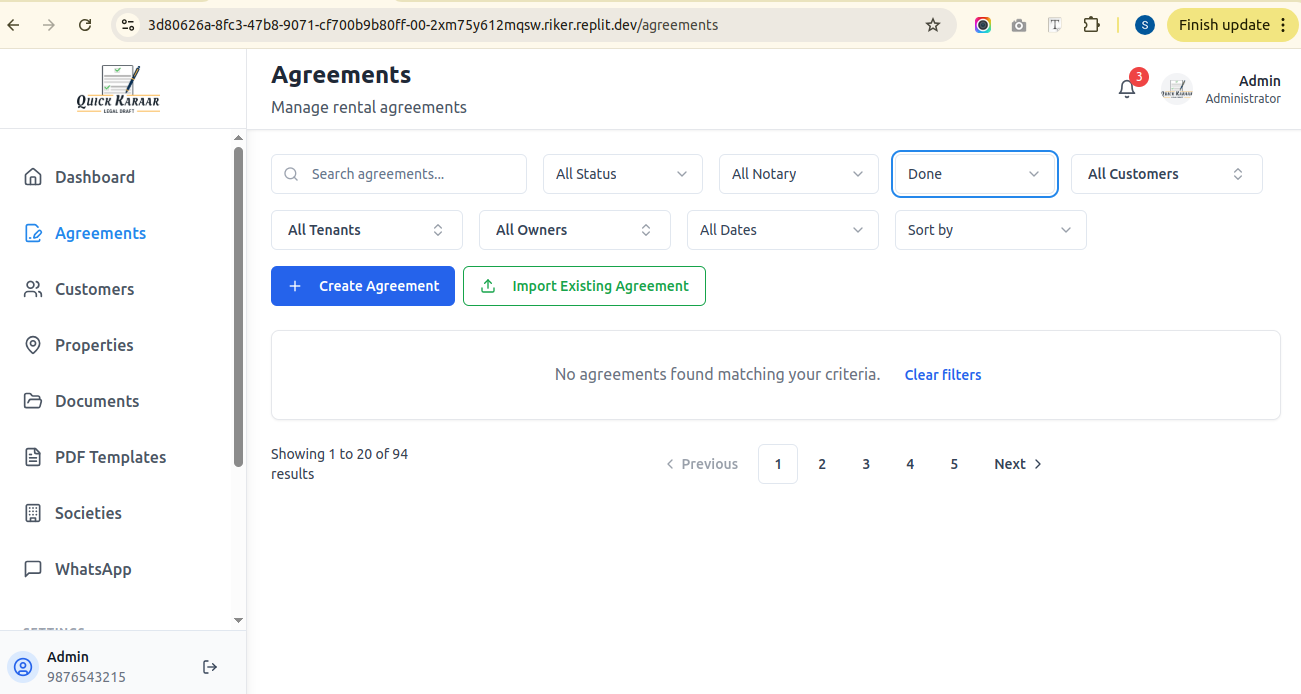 3d80626a-8fc3-47b8-9071-cf700b9b80ff-00-2xm75y612mqsw.riker.replit.dev/agreements
S
Finish update
QUICK KARAAR
LEGAL DRAFT
Agreements
Manage rental agreements
3
QUICK KARAAR
Admin
Administrator
Dashboard
Agreements
Customers
Properties
Documents
PDF Templates
Societies
WhatsApp
SETTINGS
Admin
9876543215
Search agreements...
All Status
All Notary
Done
All Customers
All Tenants
All Owners
All Dates
Sort by
Create Agreement
Import Existing Agreement
No agreements found matching your criteria. Clear filters
Showing 1 to 20 of 94
results
Previous 1 2 3 4 5 Next